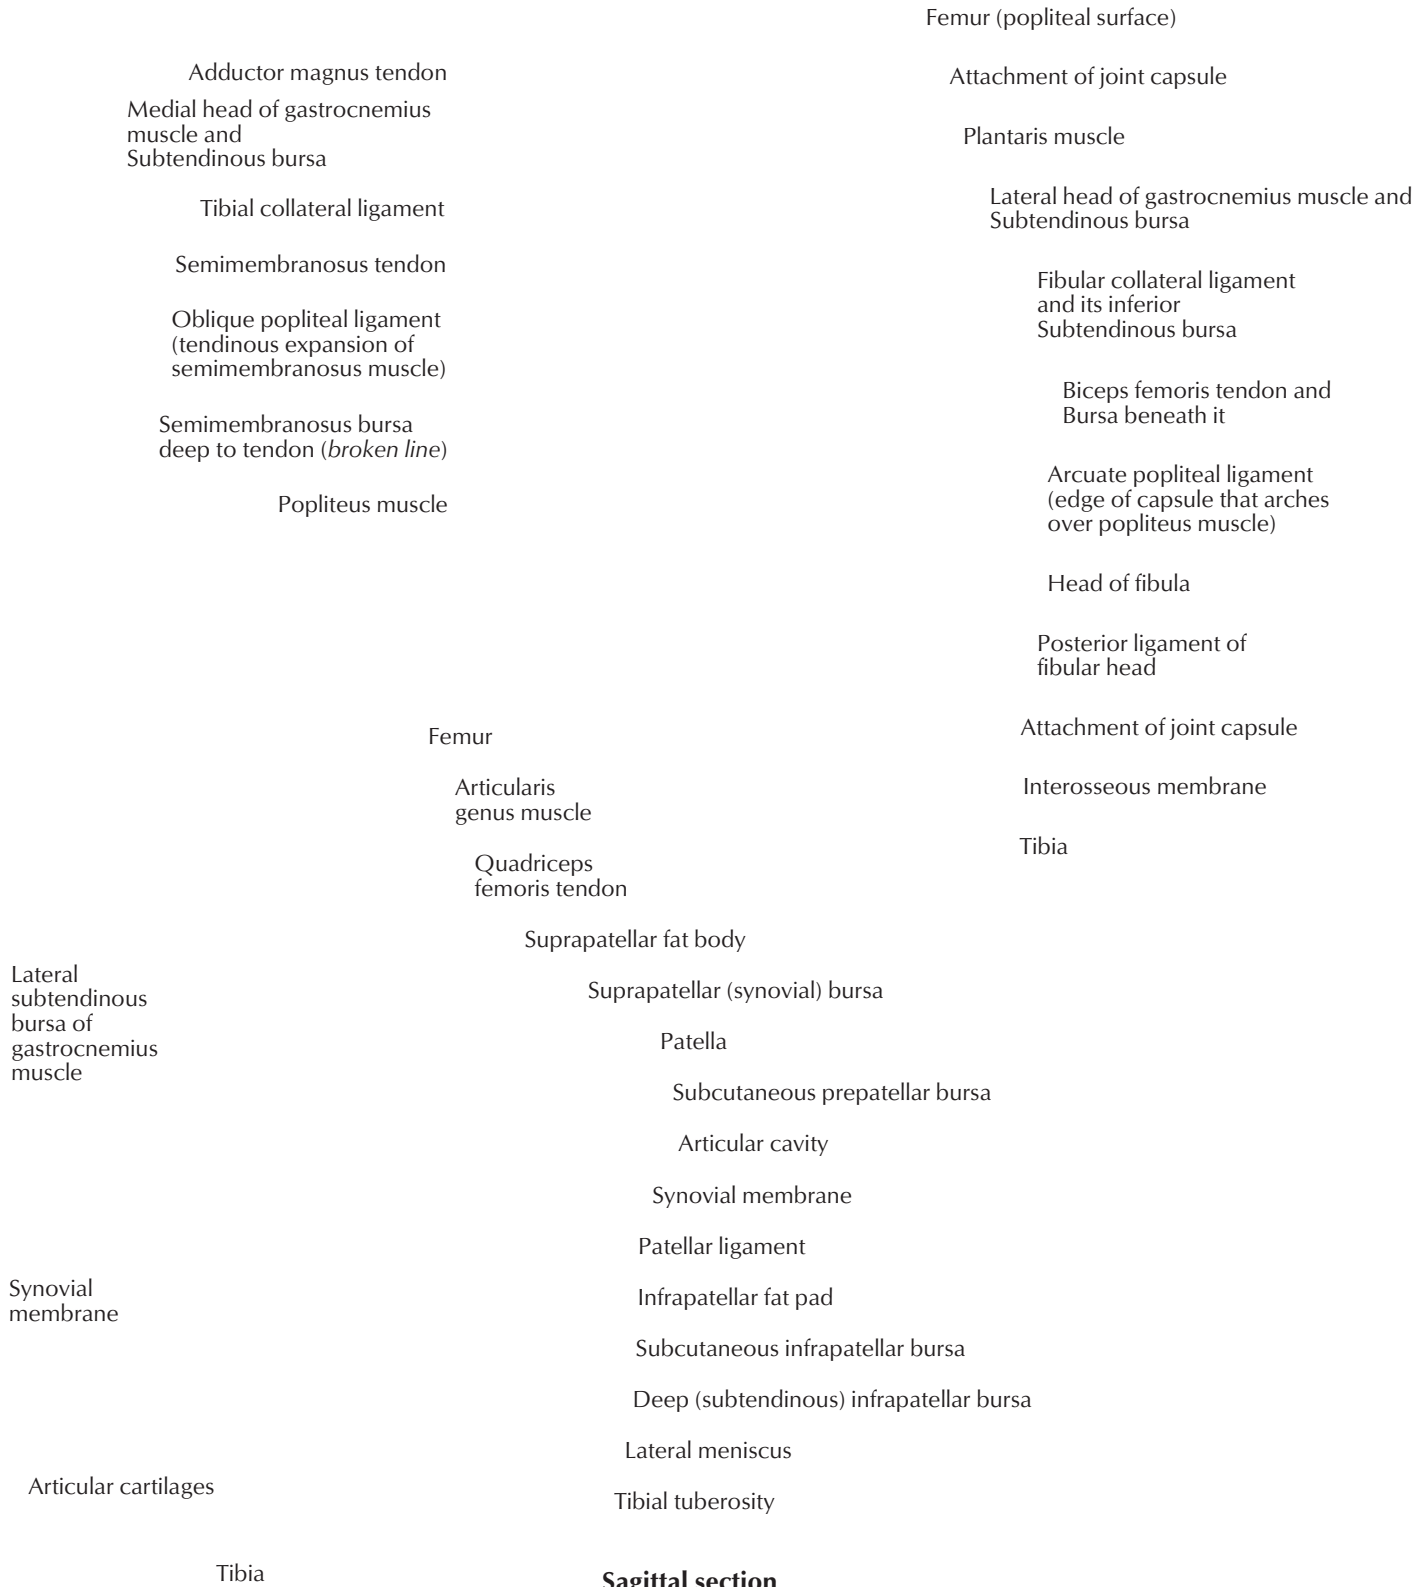 Femur (popliteal surface)
Adductor magnus tendon
Medial head of gastrocnemius
muscle and
Subtendinous bursa
Tibial collateral ligament
Semimembranosus tendon
Oblique popliteal ligament
(tendinous expansion of
semimembranosus muscle)
Semimembranosus bursa
deep to tendon (broken line)
Popliteus muscle
Attachment of joint capsule
Plantaris muscle
Lateral head of gastrocnemius muscle and
Subtendinous bursa
Fibular collateral ligament
and its inferior
Subtendinous bursa
Biceps femoris tendon and
Bursa beneath it
Arcuate popliteal ligament
(edge of capsule that arches
over popliteus muscle)
Head of fibula
Posterior ligament of
fibular head
Attachment of joint capsule
Interosseous membrane
Tibia
Femur
Articularis
genus muscle
Quadriceps
femoris tendon
Suprapatellar fat body
Suprapatellar (synovial) bursa
Patella
Subcutaneous prepatellar bursa
Articular cavity
Synovial membrane
Patellar ligament
Infrapatellar fat pad
Subcutaneous infrapatellar bursa
Deep (subtendinous) infrapatellar bursa
Lateral meniscus
Tibial tuberosity
Lateral
subtendinous
bursa of
gastrocnemius
muscle
Synovial
membrane
Articular cartilages
Tibia
Sagittal section